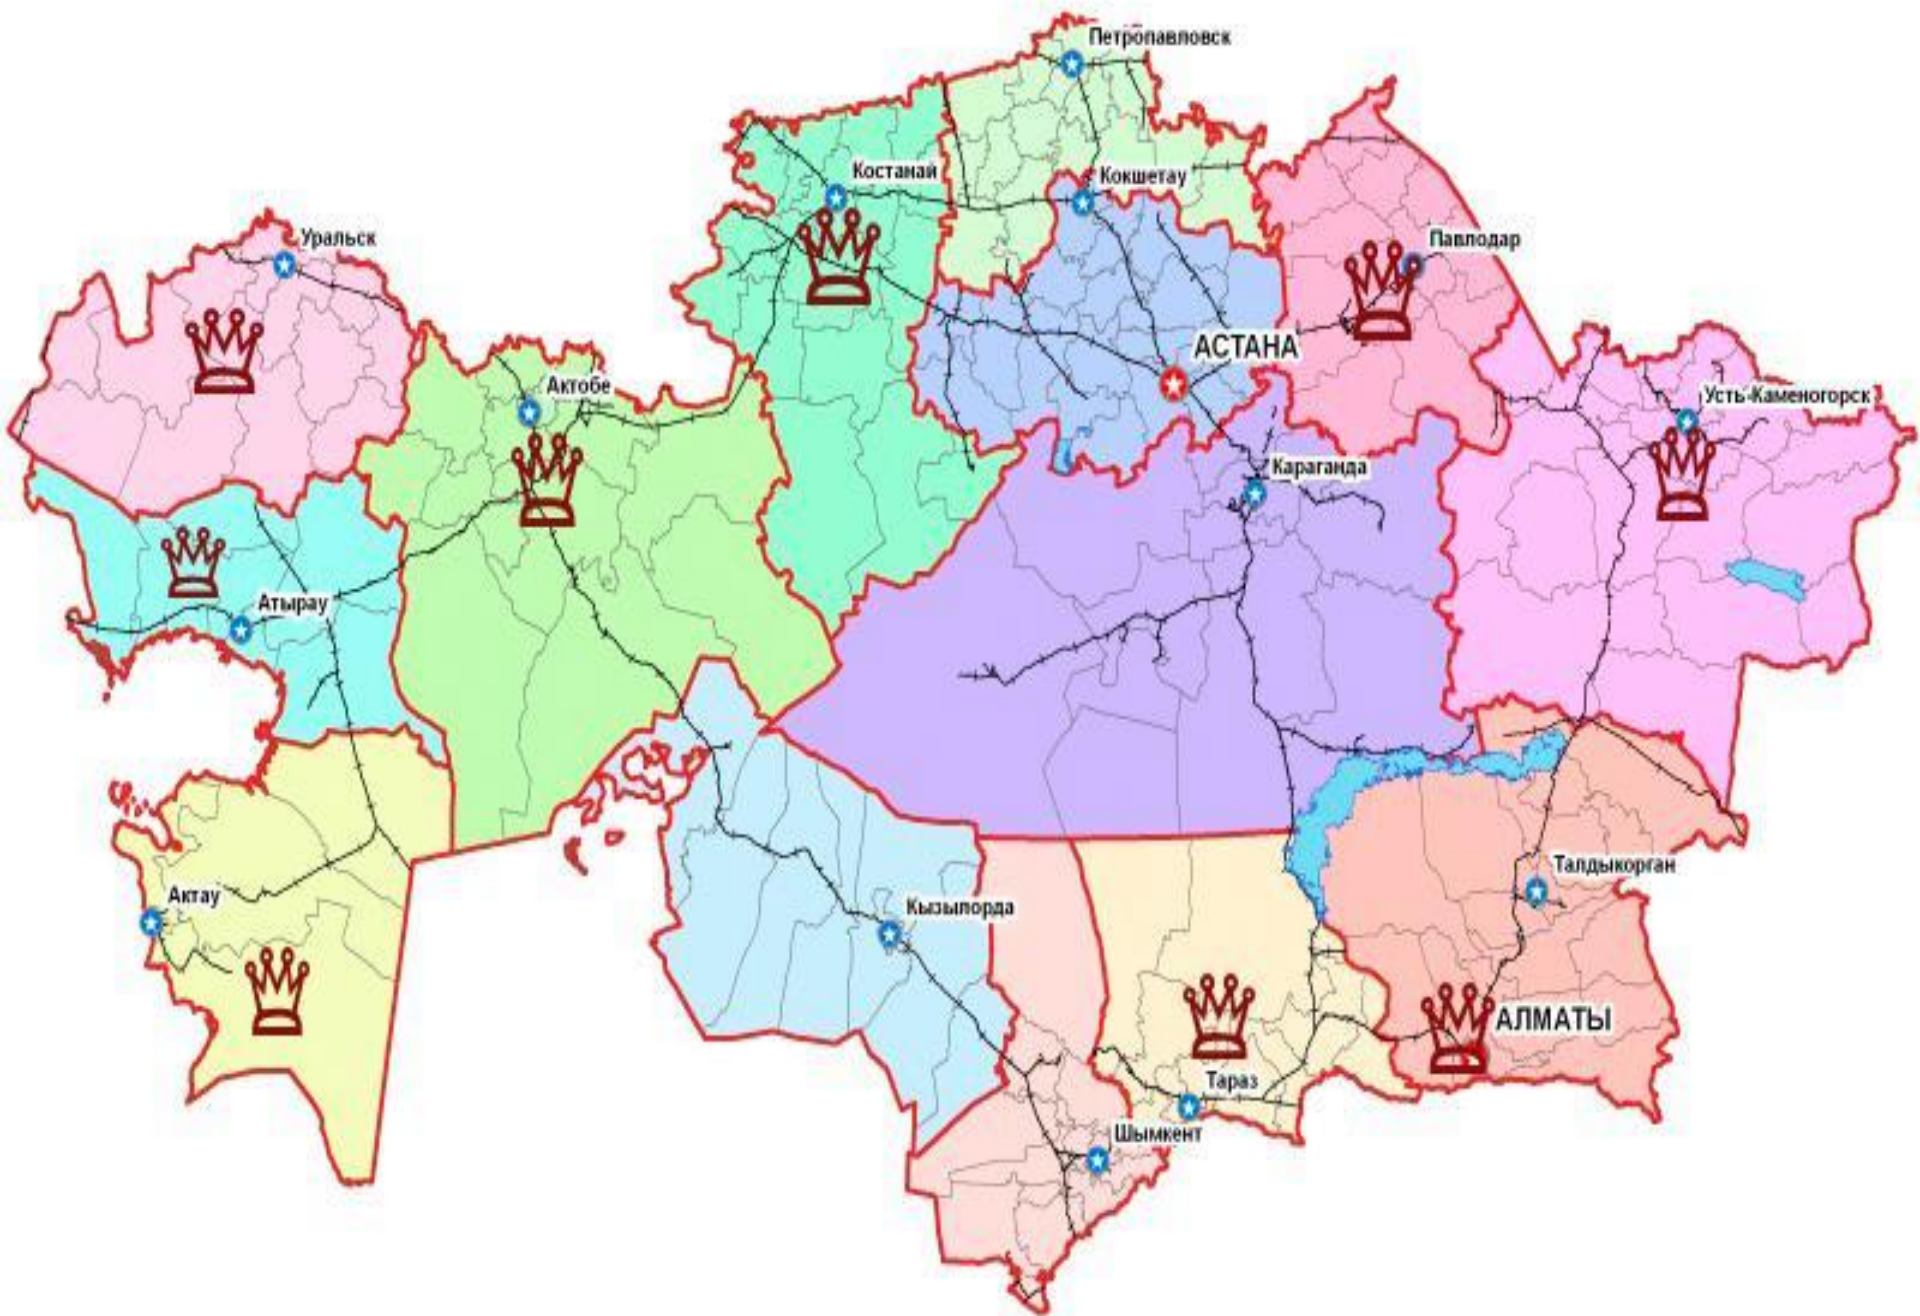 Петропавловск
Костанай
Кокшетау
Уральск
Павлодар
АСТАНА
Актобе
Усть-Каменогорск
Караганда
Атырау
Талдыкорган
Актау
Кызылорда
АЛМАТЫ
Тараз
Шымкент